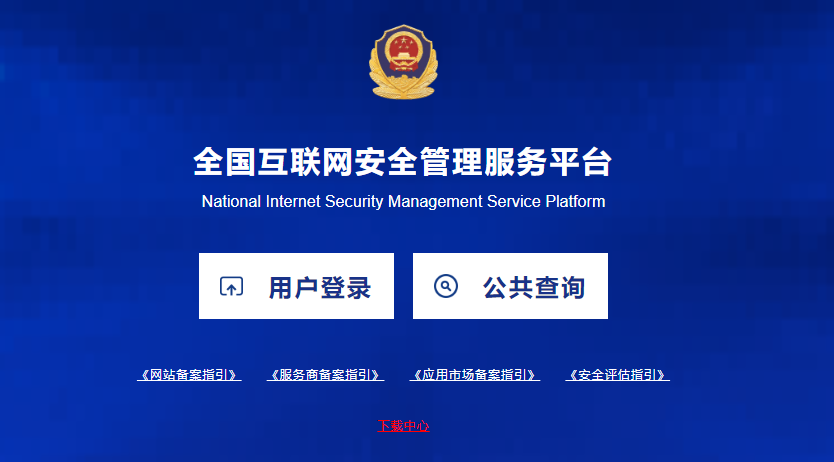 全国互联网安全管理服务平台
National Internet Security Management Service Platform
用户登录 公共查询
《网站备案指引》 《服务商备案指引》 《应用市场备案指引》 《安全评估指引》
下载中心